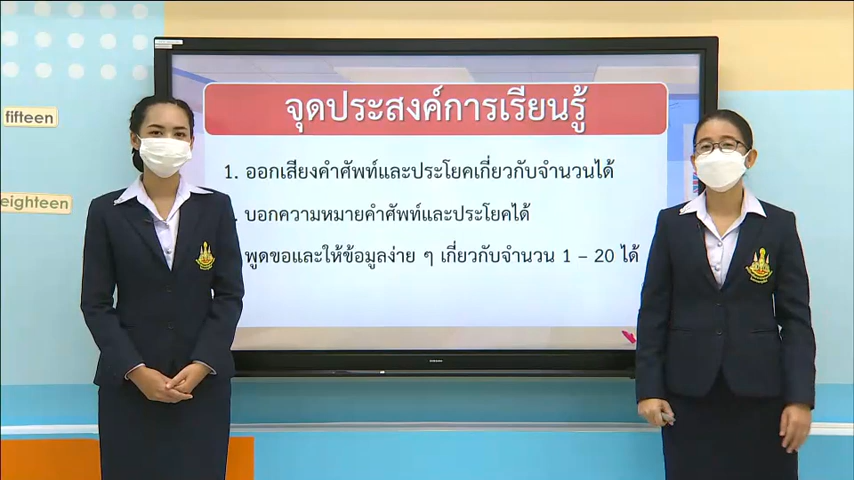 จุดประสงค์การเรียนรู้
fifteen
1. ออกเสียงคำศัพท์และประโยคเกี่ยวกับจำนวนได้
eighteen
. บอกความหมายคำศัพท์และประโยคได้
พูดขอและให้ข้อมูลง่าย ๆ เกี่ยวกับจำนวน 1 – 20 ได้
SAMSUNG